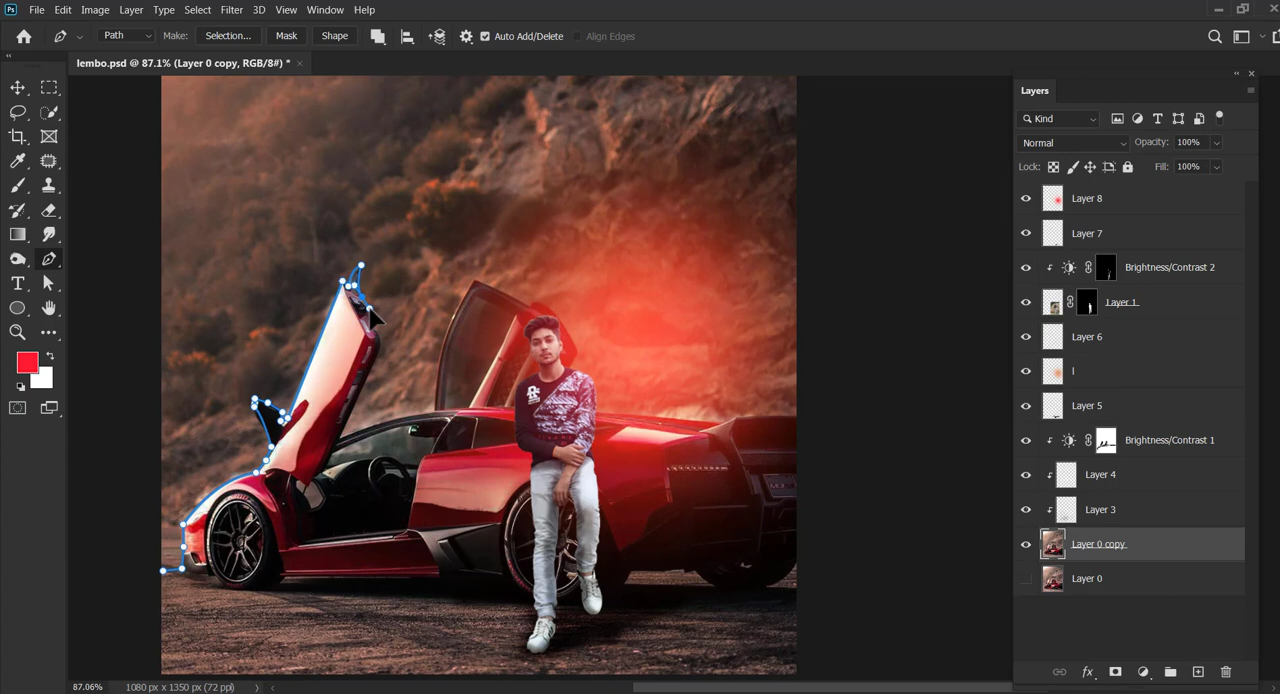 Ps File Edit Image Layer Type Select Filter 3D View Window Help
Path Make: Selection... Mask Shape Auto Add/Delete Align Edges
lembo.psd @ 87.1% (Layer 0 copy, RGB/8#) *
Layers
Kind
Normal Opacity: 100%
Lock: Fill: 100%
Layer 8
Layer 7
Brightness/Contrast 2
Layer 1
Layer 6
l
Layer 5
Brightness/Contrast 1
Layer 4
Layer 3
Layer 0 copy
Layer 0
fx
87.06% 1080 px x 1350 px (72 ppi)